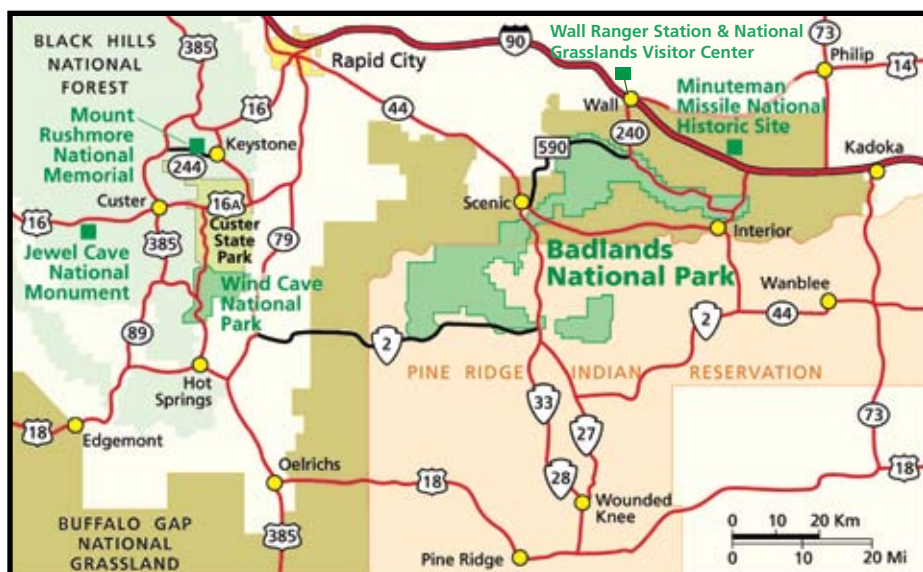 BLACK HILLS
NATIONAL
FOREST
385
Rapid City
90
Wall Ranger Station & National
Grasslands Visitor Center
73
Philip
14
16
44
Wall
Minuteman
Missile National
Historic Site
Mount
Rushmore
National
Memorial
Keystone
244
240
590
Kadoka
Custer
16A
Scenic
Interior
16
385
Custer
State
Park
79
Jewel Cave
National
Monument
Wind Cave
National
Park
Badlands
National Park
Wanblee
2
44
89
2
Hot
Springs
PINE RIDGE INDIAN RESERVATION
33
27
73
18
Edgemont
Oelrichs
18
28
18
Wounded
Knee
BUFFALO GAP
NATIONAL
GRASSLAND
385
Pine Ridge
0 10 20 Km
0 10 20 Mi